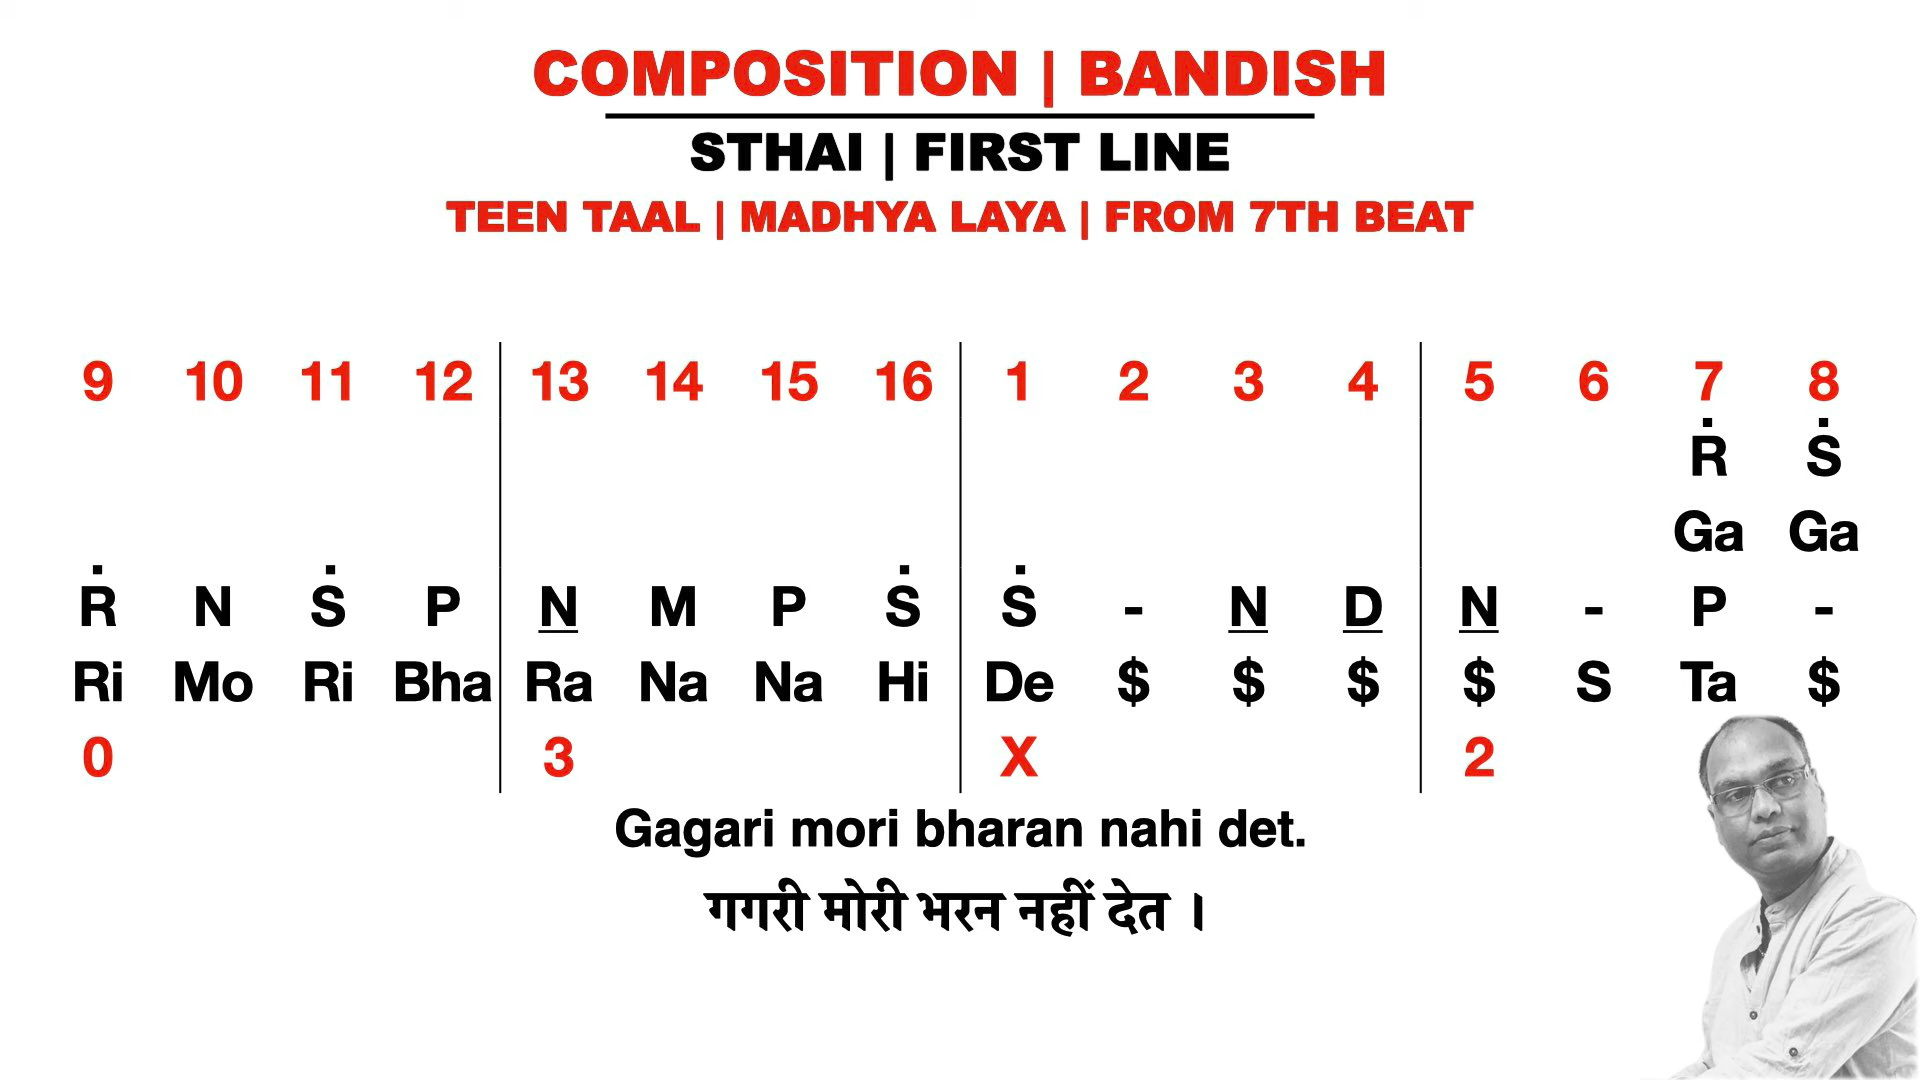 COMPOSITION | BANDISH
STHAI | FIRST LINE
TEEN TAAL | MADHYA LAYA | FROM 7TH BEAT
9 10 11 12 13 14 15 16 1 2 3 4 5 6 7 8
Ṙ Ṡ
Ga Ga
Ṙ N Ṡ P N̲ M P Ṡ Ṡ - N̲ D̲ N̲ - P -
Ri Mo Ri Bha Ra Na Na Hi De $ $ $ $ S Ta $
0 3 X 2
Gagari mori bharan nahi det.
गगरी मोरी भरन नहीं देत ।